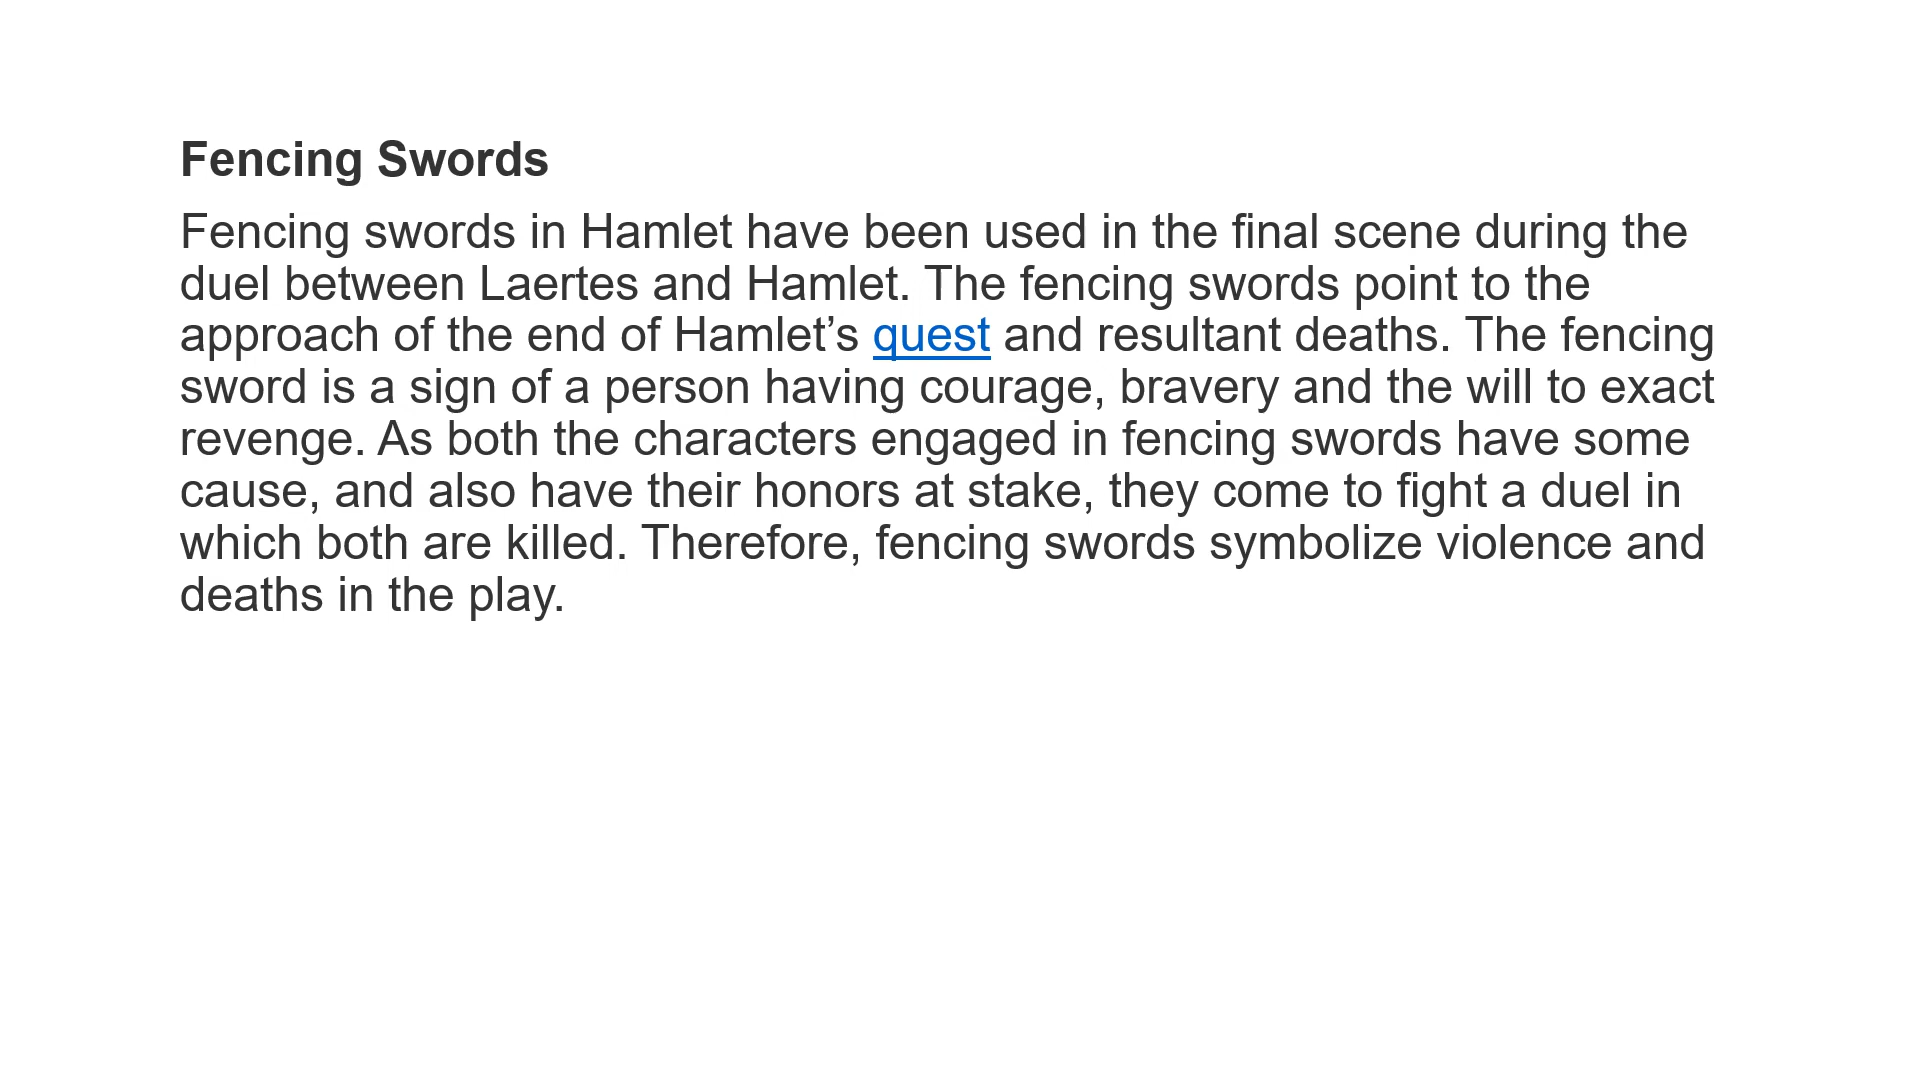 Fencing Swords
Fencing swords in Hamlet have been used in the final scene during the
duel between Laertes and Hamlet. The fencing swords point to the
approach of the end of Hamlet’s quest and resultant deaths. The fencing
sword is a sign of a person having courage, bravery and the will to exact
revenge. As both the characters engaged in fencing swords have some
cause, and also have their honors at stake, they come to fight a duel in
which both are killed. Therefore, fencing swords symbolize violence and
deaths in the play.